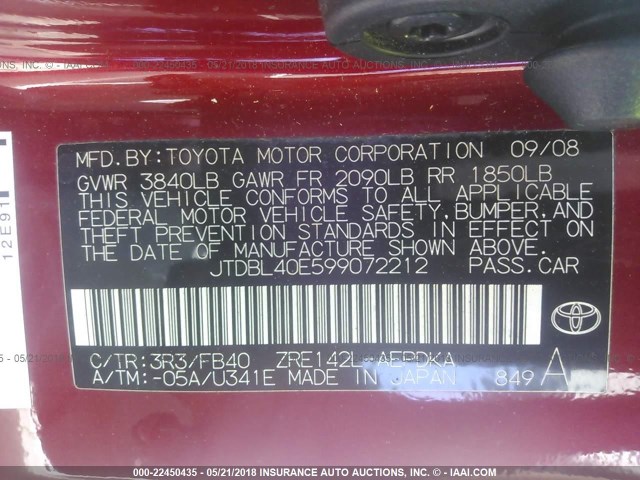 MFD.BY:TOYOTA MOTOR CORPORATION 09/08
GVWR 3840LB GAWR FR 2090LB RR 1850LB
THIS VEHICLE CONFORMS TO ALL APPLICABLE
FEDERAL MOTOR VEHICLE SAFETY,BUMPER,AND
THEFT PREVENTION STANDARDS IN EFFECT ON
THE DATE OF MANUFACTURE SHOWN ABOVE.
JTDBL40E599072212 PASS.CAR
C/TR:3R3/FB40 ZRE142L-AEPDKA
A/TM:-05A/U341E MADE IN JAPAN 849 A
12E91
000-22450435 - 05/21/2018 INSURANCE AUTO AUCTIONS, INC. - © - IAAI.COM